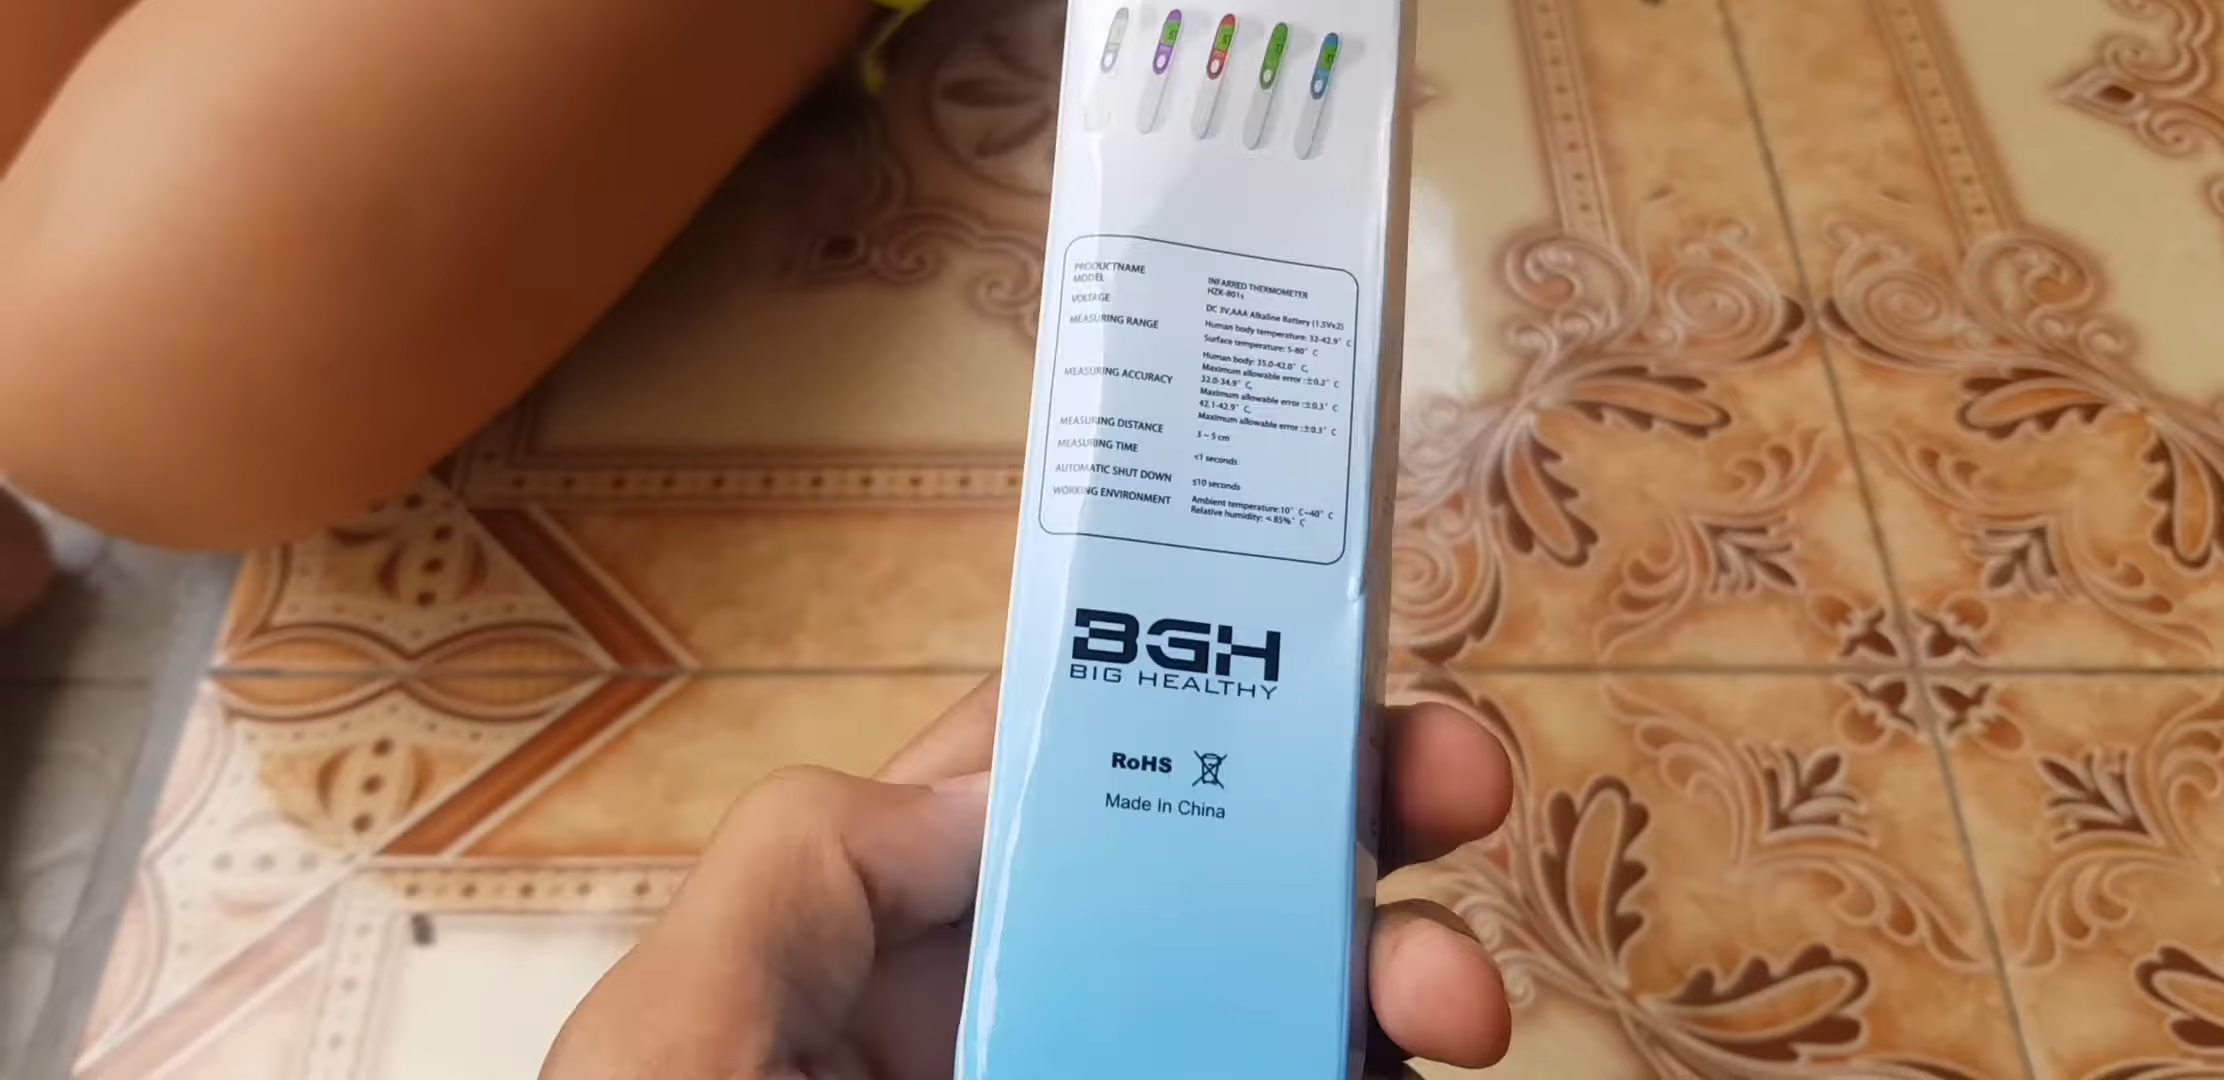 PRODUCTNAME INFARRED THERMOMETER
MODEL HZK-801s
VOLTAGE DC 3V,AAA Alkaline Battery (1.5Vx2)
MEASURING RANGE Human body temperature: 32-42.9° C
Surface temperature: 5-80° C
MEASURING ACCURACY Human body: 35.0-42.0° C,
Maximum allowable error :±0.2° C
32.0-34.9° C,
Maximum allowable error :±0.3° C
42.1-42.9° C,
Maximum allowable error :±0.3° C
MEASURING DISTANCE 3 ~ 5 cm
MEASURING TIME <1 seconds
AUTOMATIC SHUT DOWN ≤10 seconds
WORKING ENVIRONMENT Ambient temperature:10° C~40° C
Relative humidity: < 85%° C
BGH
BIG HEALTHY
RoHS
Made In China